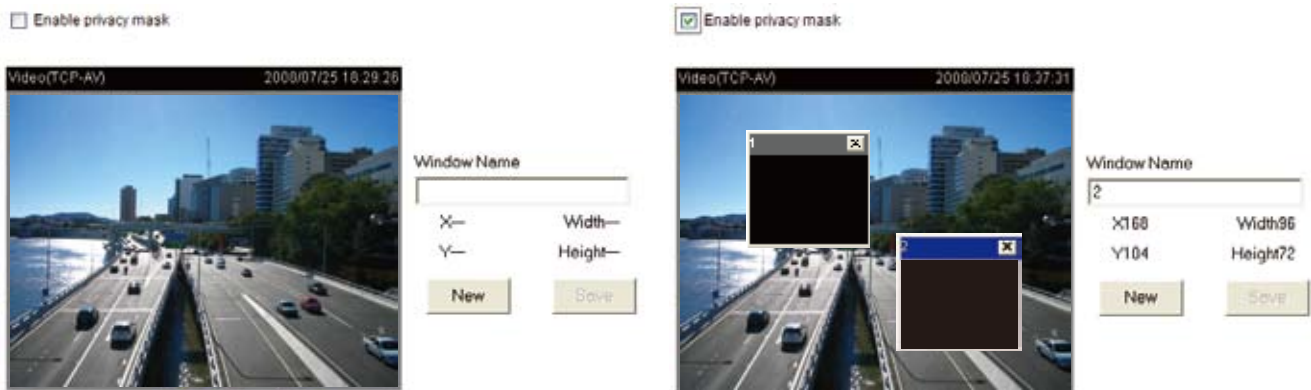 Enable privacy mask
Video(TCP-AV) 2008/07/25 18:29:26
Window Name
X— Width—
Y— Height—
New Save
Enable privacy mask
Video(TCP-AV) 2008/07/25 18:37:31
1
2
Window Name
2
X168 Width96
Y104 Height72
New Save